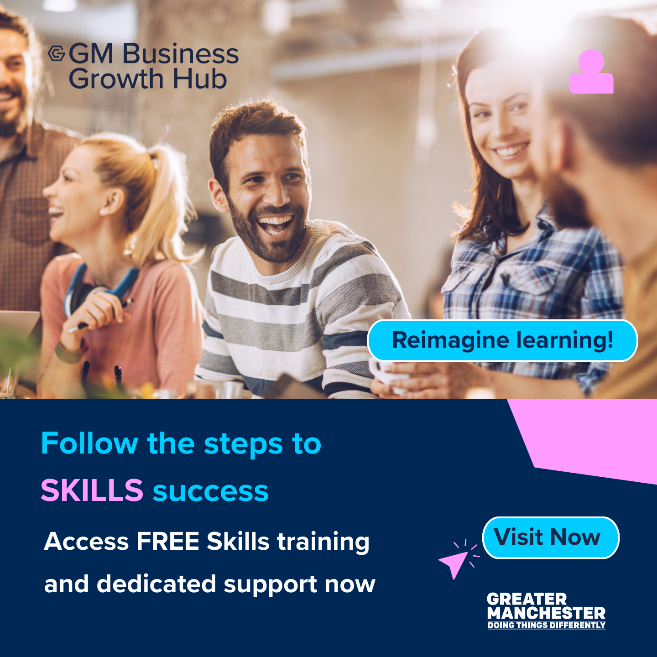 GM Business
Growth Hub
Reimagine learning!
Follow the steps to
SKILLS success
Access FREE Skills training
and dedicated support now
Visit Now
GREATER
MANCHESTER
DOING THINGS DIFFERENTLY